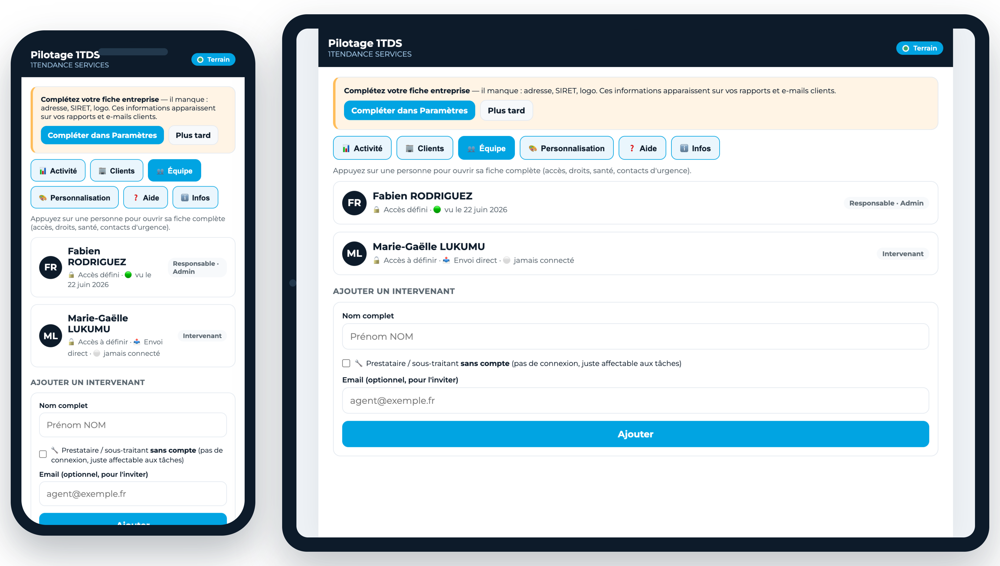 Pilotage 1TDS
1TENDANCE SERVICES
Terrain
Complétez votre fiche entreprise — il manque :
adresse, SIRET, logo. Ces informations apparaissent
sur vos rapports et e-mails clients.
Compléter dans Paramètres
Plus tard
Activité
Clients
Équipe
Personnalisation
Aide
Infos
Appuyez sur une personne pour ouvrir sa fiche complète
(accès, droits, santé, contacts d'urgence).
FR
Fabien
RODRIGUEZ
Accès défini · vu le
22 juin 2026
Responsable ·
Admin
ML
Marie-Gaëlle
LUKUMU
Accès à définir · Envoi
direct · jamais connecté
Intervenant
AJOUTER UN INTERVENANT
Nom complet
Prénom NOM
Prestataire / sous-traitant sans compte (pas de
connexion, juste affectable aux tâches)
Email (optionnel, pour l'inviter)
agent@exemple.fr
Ajouter
Pilotage 1TDS
1TENDANCE SERVICES
Terrain
Complétez votre fiche entreprise — il manque : adresse, SIRET, logo. Ces informations apparaissent sur vos rapports et e-mails clients.
Compléter dans Paramètres
Plus tard
Activité
Clients
Équipe
Personnalisation
Aide
Infos
Appuyez sur une personne pour ouvrir sa fiche complète (accès, droits, santé, contacts d'urgence).
FR
Fabien RODRIGUEZ
Accès défini · vu le 22 juin 2026
Responsable · Admin
ML
Marie-Gaëlle LUKUMU
Accès à définir · Envoi direct · jamais connecté
Intervenant
AJOUTER UN INTERVENANT
Nom complet
Prénom NOM
Prestataire / sous-traitant sans compte (pas de connexion, juste affectable aux tâches)
Email (optionnel, pour l'inviter)
agent@exemple.fr
Ajouter